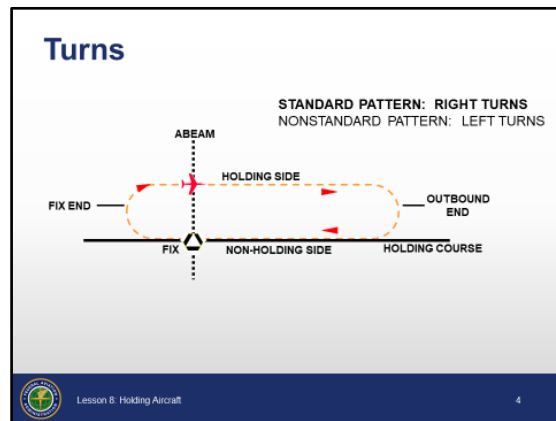 Turns
STANDARD PATTERN: RIGHT TURNS
NONSTANDARD PATTERN: LEFT TURNS
ABEAM
HOLDING SIDE
FIX END
OUTBOUND
END
FIX
NON-HOLDING SIDE
HOLDING COURSE
Lesson 8: Holding Aircraft
4